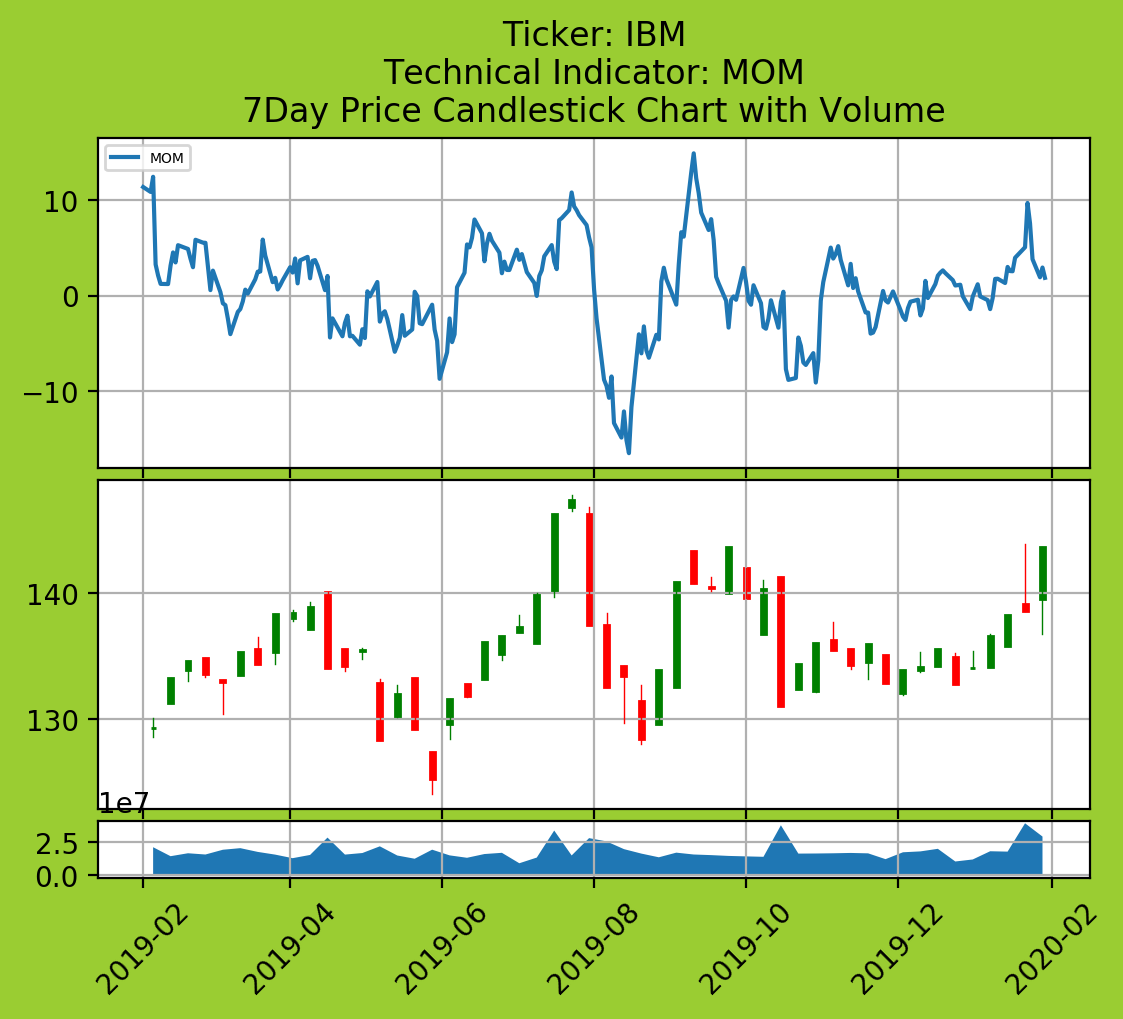 Ticker: IBM
Technical Indicator: MOM
7Day Price Candlestick Chart with Volume
MOM
10
0
−10
140
130
1e7
2.5
0.0
2019-02
2019-04
2019-06
2019-08
2019-10
2019-12
2020-02